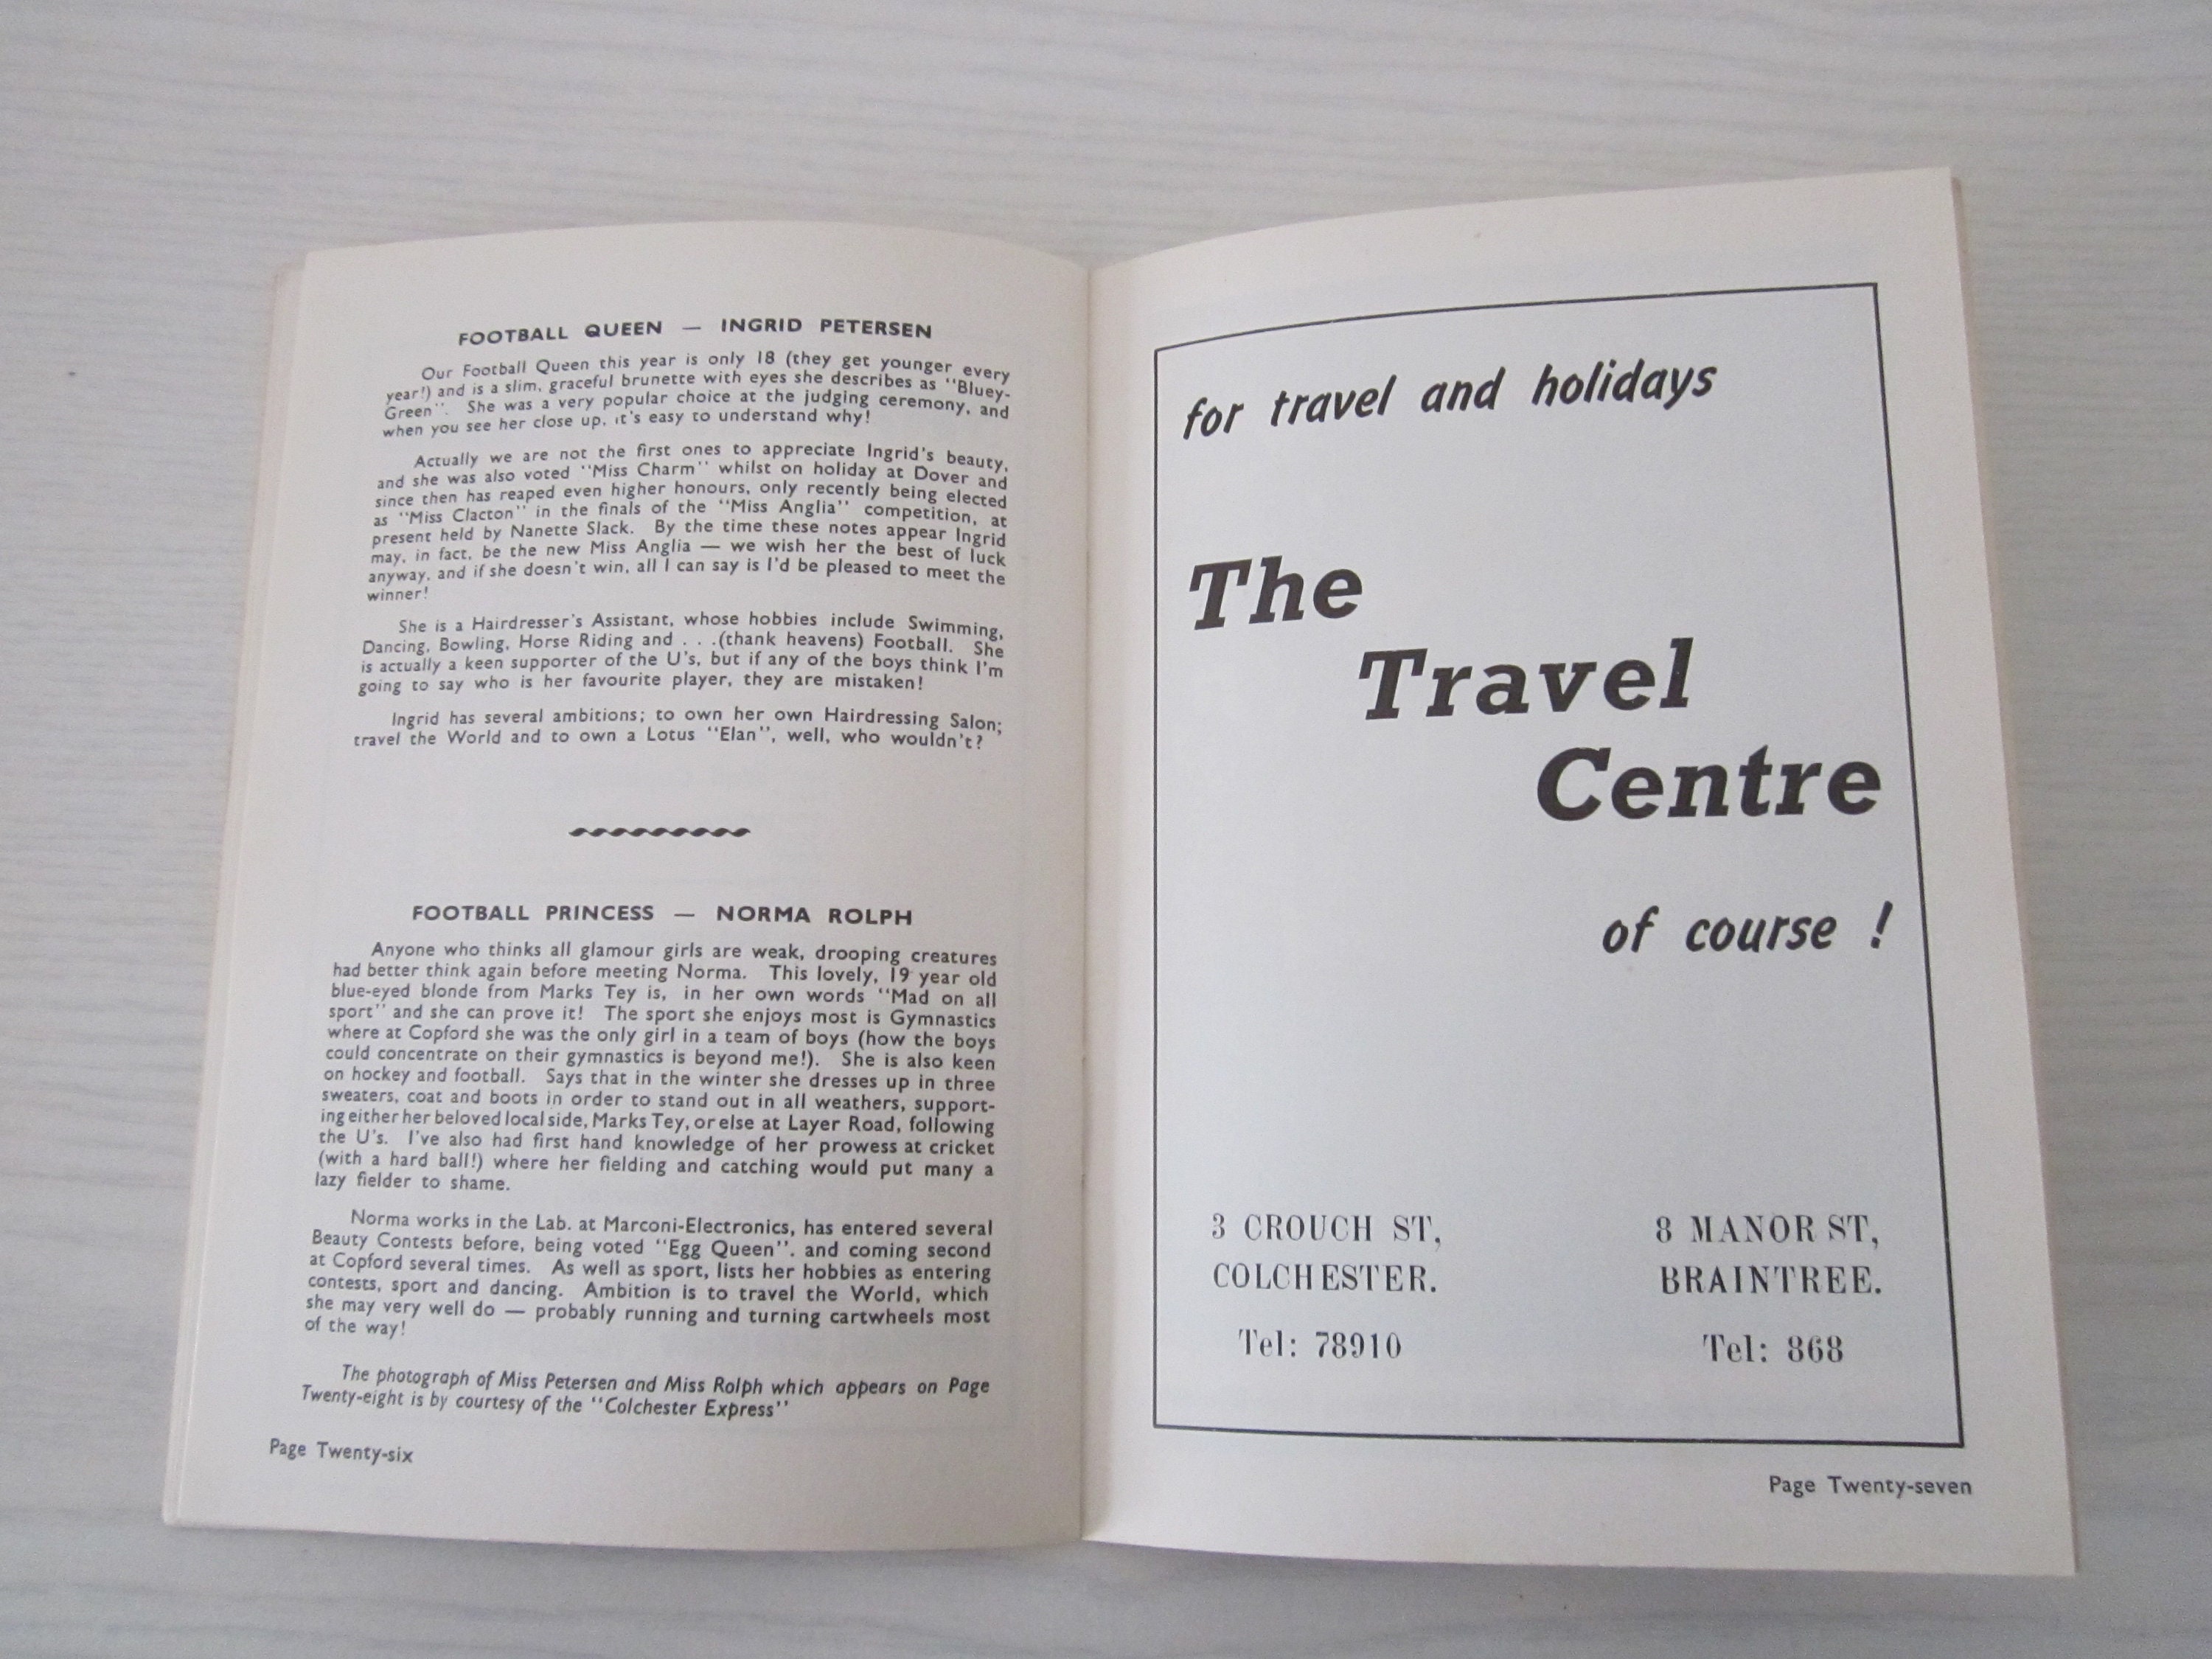 FOOTBALL QUEEN — INGRID PETERSEN
Our Football Queen this year is only 18 (they get younger every
year!) and is a slim, graceful brunette with eyes she describes as "Bluey-
Green". She was a very popular choice at the judging ceremony, and
when you see her close up, it's easy to understand why!
Actually we are not the first ones to appreciate Ingrid's beauty,
and she was also voted "Miss Charm" whilst on holiday at Dover and
since then has reaped even higher honours, only recently being elected
as "Miss Clacton" in the finals of the "Miss Anglia" competition, at
present held by Nanette Slack. By the time these notes appear Ingrid
may, in fact, be the new Miss Anglia — we wish her the best of luck
anyway, and if she doesn't win, all I can say is I'd be pleased to meet the
winner!
She is a Hairdresser's Assistant, whose hobbies include Swimming,
Dancing, Bowling, Horse Riding and . . .(thank heavens) Football. She
is actually a keen supporter of the U's, but if any of the boys think I'm
going to say who is her favourite player, they are mistaken!
Ingrid has several ambitions; to own her own Hairdressing Salon;
travel the World and to own a Lotus "Elan", well, who wouldn't?
FOOTBALL PRINCESS — NORMA ROLPH
Anyone who thinks all glamour girls are weak, drooping creatures
had better think again before meeting Norma. This lovely, 19 year old
blue-eyed blonde from Marks Tey is, in her own words "Mad on all
sport" and she can prove it! The sport she enjoys most is Gymnastics
where at Copford she was the only girl in a team of boys (how the boys
could concentrate on their gymnastics is beyond me!). She is also keen
on hockey and football. Says that in the winter she dresses up in three
sweaters, coat and boots in order to stand out in all weathers, support-
ing either her beloved local side, Marks Tey, or else at Layer Road, following
the U's. I've also had first hand knowledge of her prowess at cricket
(with a hard ball!) where her fielding and catching would put many a
lazy fielder to shame.
Norma works in the Lab. at Marconi-Electronics, has entered several
Beauty Contests before, being voted "Egg Queen". and coming second
at Copford several times. As well as sport, lists her hobbies as entering
contests, sport and dancing. Ambition is to travel the World, which
she may very well do — probably running and turning cartwheels most
of the way!
The photograph of Miss Petersen and Miss Rolph which appears on Page
Twenty-eight is by courtesy of the "Colchester Express"
Page Twenty-six
for travel and holidays
The
Travel
Centre
of course !
3 CROUCH ST,
COLCHESTER.
Tel: 78910
8 MANOR ST,
BRAINTREE.
Tel: 868
Page Twenty-seven